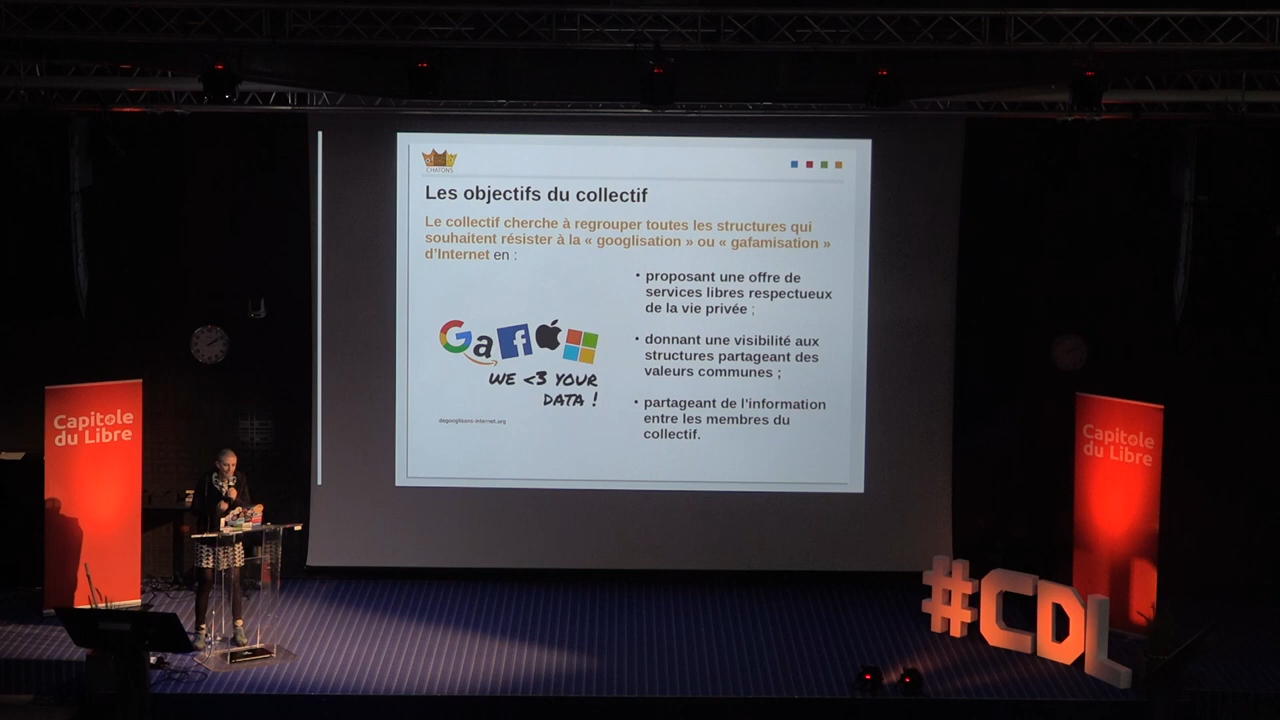 CHATONS
Les objectifs du collectif
Le collectif cherche à regrouper toutes les structures qui
souhaitent résister à la « googlisation » ou « gafamisation »
d'Internet en :
• proposant une offre de
services libres respectueux
de la vie privée ;
• donnant une visibilité aux
structures partageant des
valeurs communes ;
• partageant de l'information
entre les membres du
collectif.
Gaf
WE <3 YOUR
DATA !
degooglisons-internet.org
Capitole
du Libre
Capitole
du Libre
#CDL